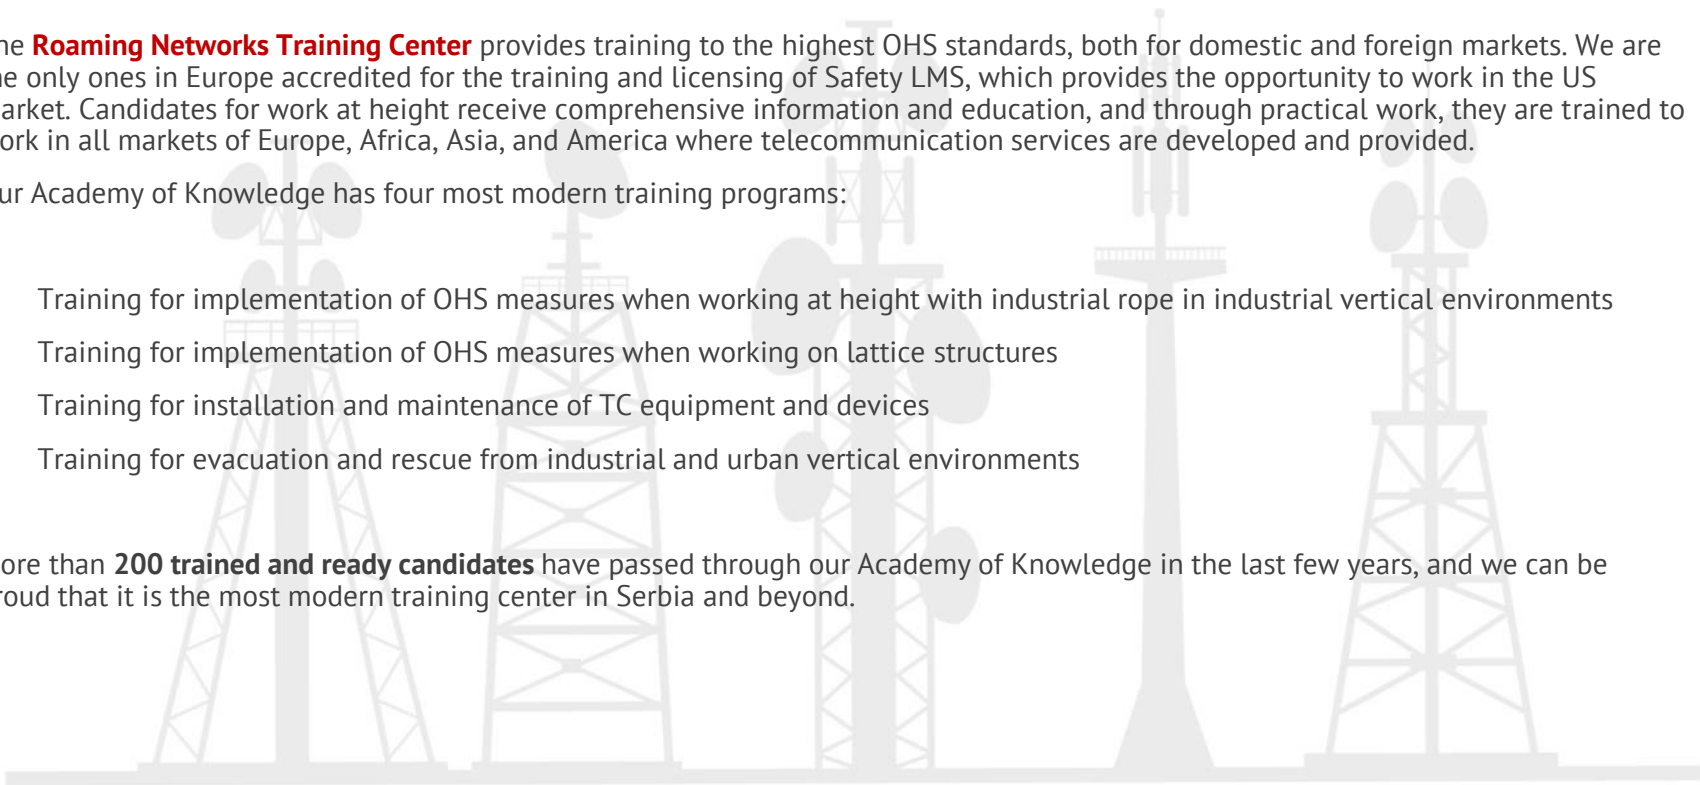 he Roaming Networks Training Center provides training to the highest OHS standards, both for domestic and foreign markets. We are
he only ones in Europe accredited for the training and licensing of Safety LMS, which provides the opportunity to work in the US
arket. Candidates for work at height receive comprehensive information and education, and through practical work, they are trained to
ork in all markets of Europe, Africa, Asia, and America where telecommunication services are developed and provided.
ur Academy of Knowledge has four most modern training programs:
Training for implementation of OHS measures when working at height with industrial rope in industrial vertical environments
Training for implementation of OHS measures when working on lattice structures
Training for installation and maintenance of TC equipment and devices
Training for evacuation and rescue from industrial and urban vertical environments
ore than 200 trained and ready candidates have passed through our Academy of Knowledge in the last few years, and we can be
roud that it is the most modern training center in Serbia and beyond.